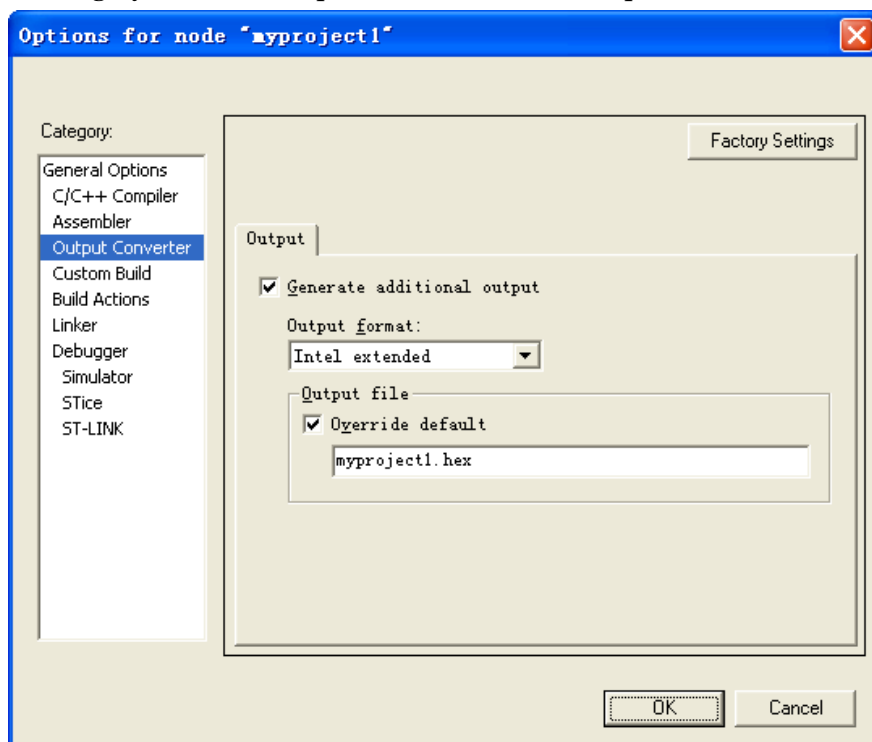 Options for node "myproject1"
Category:
Factory Settings
General Options
C/C++ Compiler
Assembler
Output Converter
Custom Build
Build Actions
Linker
Debugger
Simulator
STice
ST-LINK
Output
Generate additional output
Output format:
Intel extended
Output file
Override default
myproject1.hex
OK
Cancel